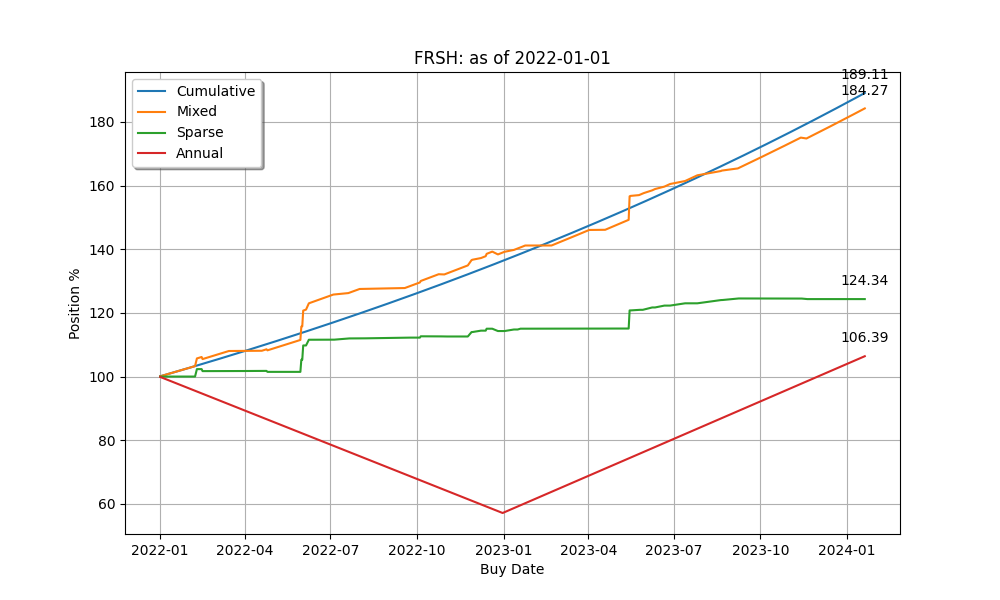 FRSH: as of 2022-01-01
Cumulative
Mixed
Sparse
Annual
189.11
184.27
124.34
106.39
180
160
140
120
100
80
60
Position %
2022-01 2022-04 2022-07 2022-10 2023-01 2023-04 2023-07 2023-10 2024-01
Buy Date